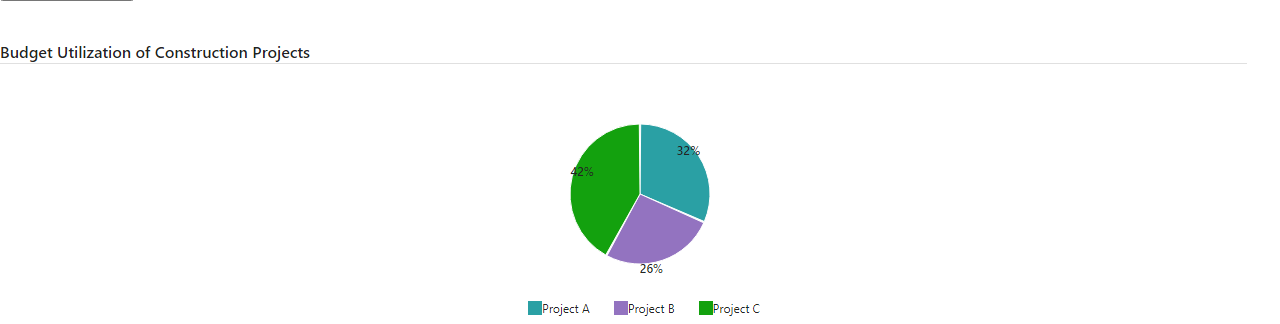 Budget Utilization of Construction Projects
32%
42%
26%
Project A
Project B
Project C